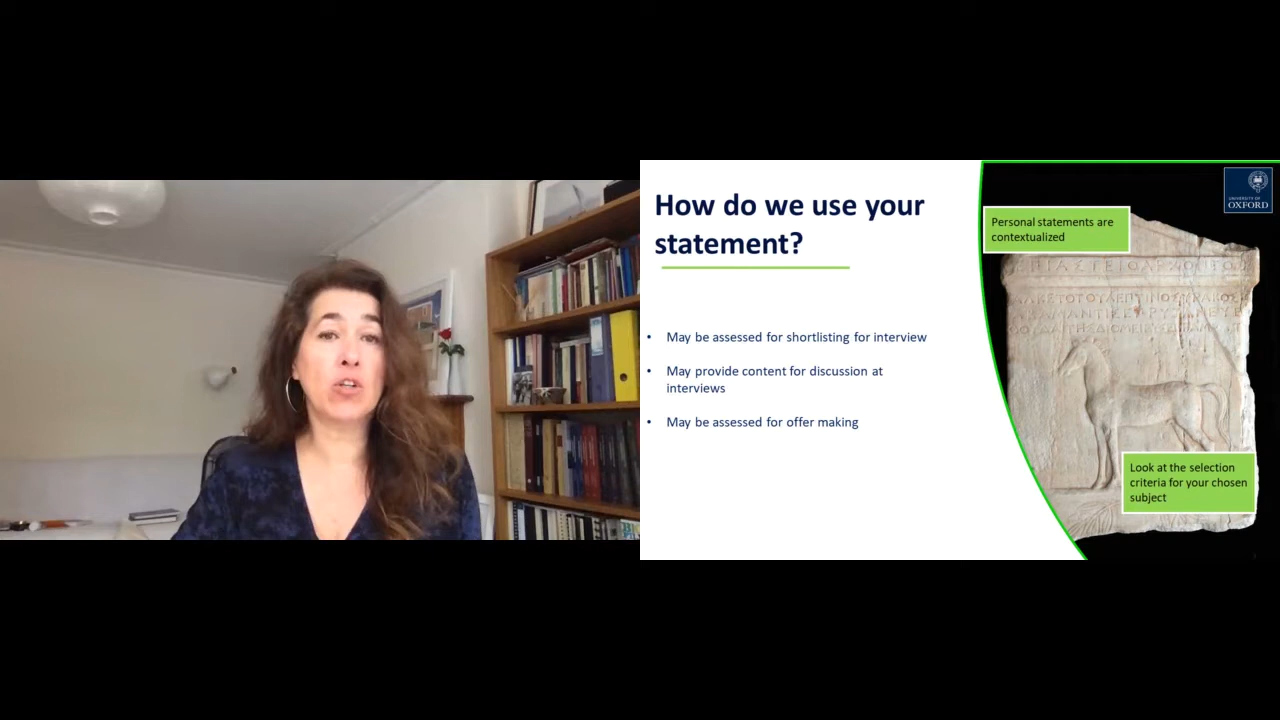 How do we use your
statement?
• May be assessed for shortlisting for interview
• May provide content for discussion at
interviews
• May be assessed for offer making
Personal statements are
contextualized
Look at the selection
criteria for your chosen
subject
UNIVERSITY OF
OXFORD